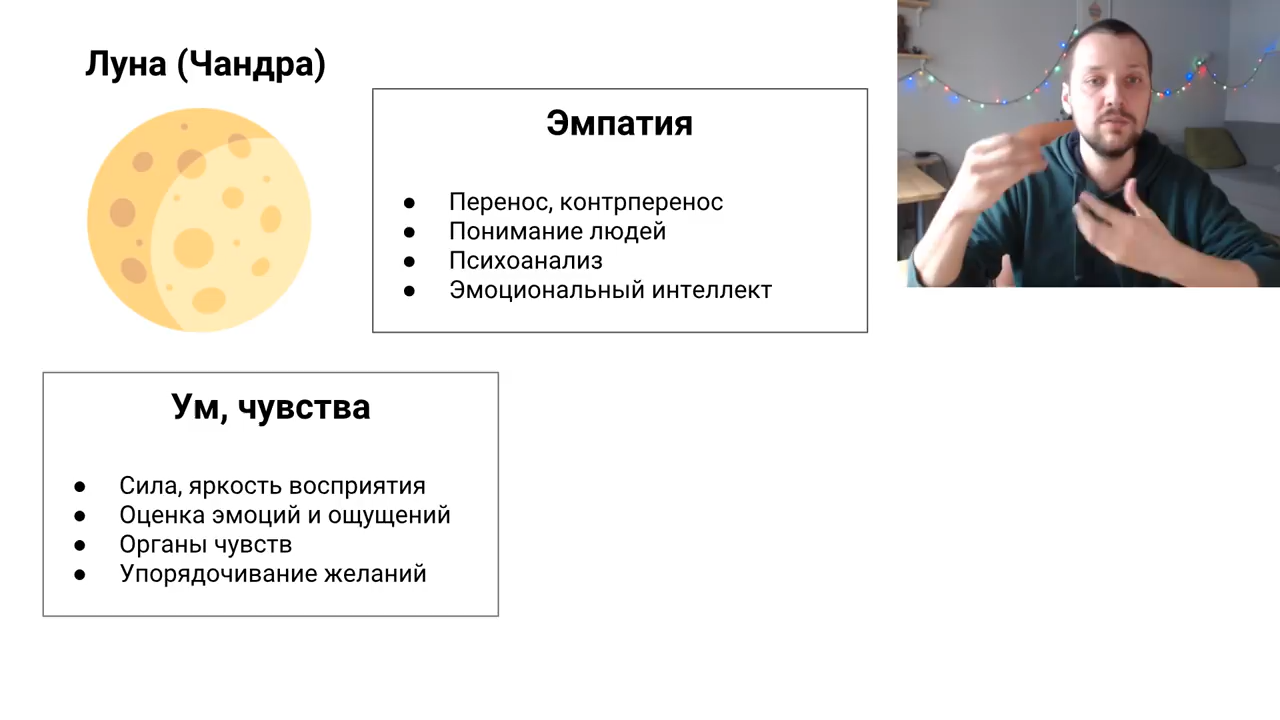 Луна (Чандра)
Эмпатия
● Перенос, контрперенос
● Понимание людей
● Психоанализ
● Эмоциональный интеллект
Ум, чувства
● Сила, яркость восприятия
● Оценка эмоций и ощущений
● Органы чувств
● Упорядочивание желаний